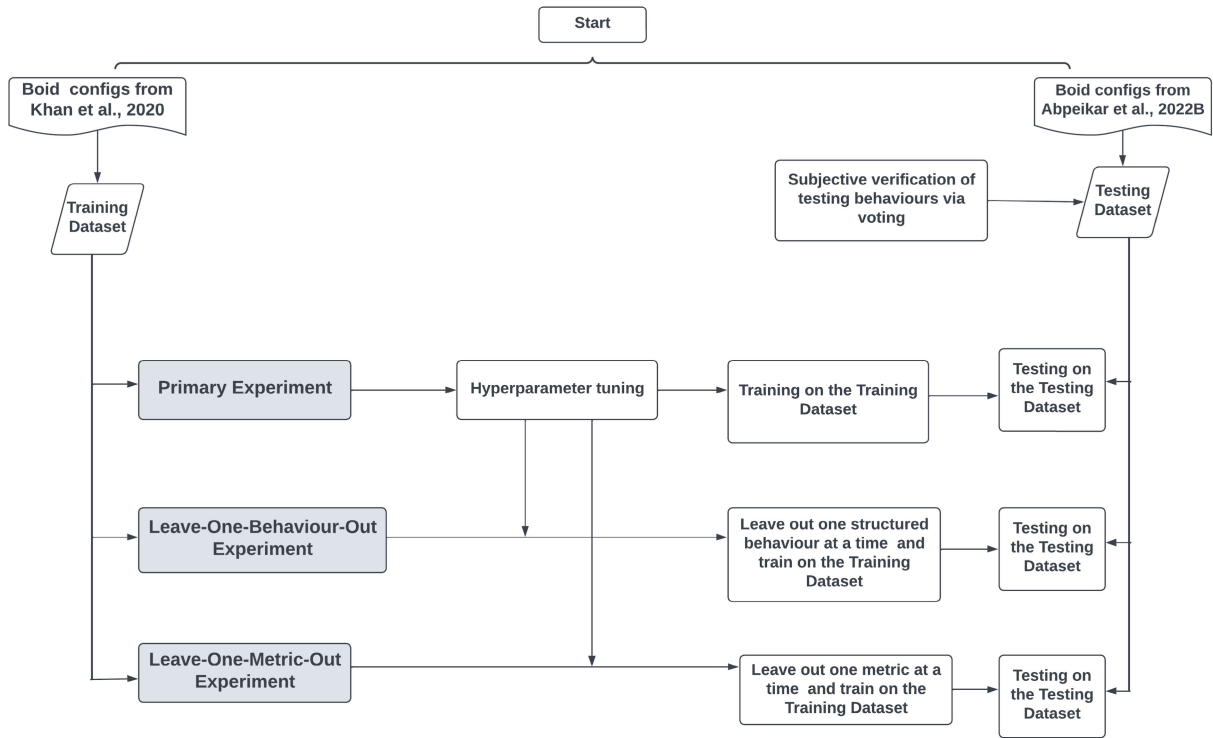 Start
Boid configs from
Khan et al., 2020
Boid configs from
Abpeikar et al., 2022B
Subjective verification of
testing behaviours via
voting
Training
Dataset
Testing
Dataset
Primary Experiment
Hyperparameter tuning
Training on the Training
Dataset
Testing on
the Testing
Dataset
Leave-One-Behaviour-Out
Experiment
Leave out one structured
behaviour at a time and
train on the Training
Dataset
Testing on
the Testing
Dataset
Leave-One-Metric-Out
Experiment
Leave out one metric at a
time and train on the
Training Dataset
Testing on
the Testing
Dataset